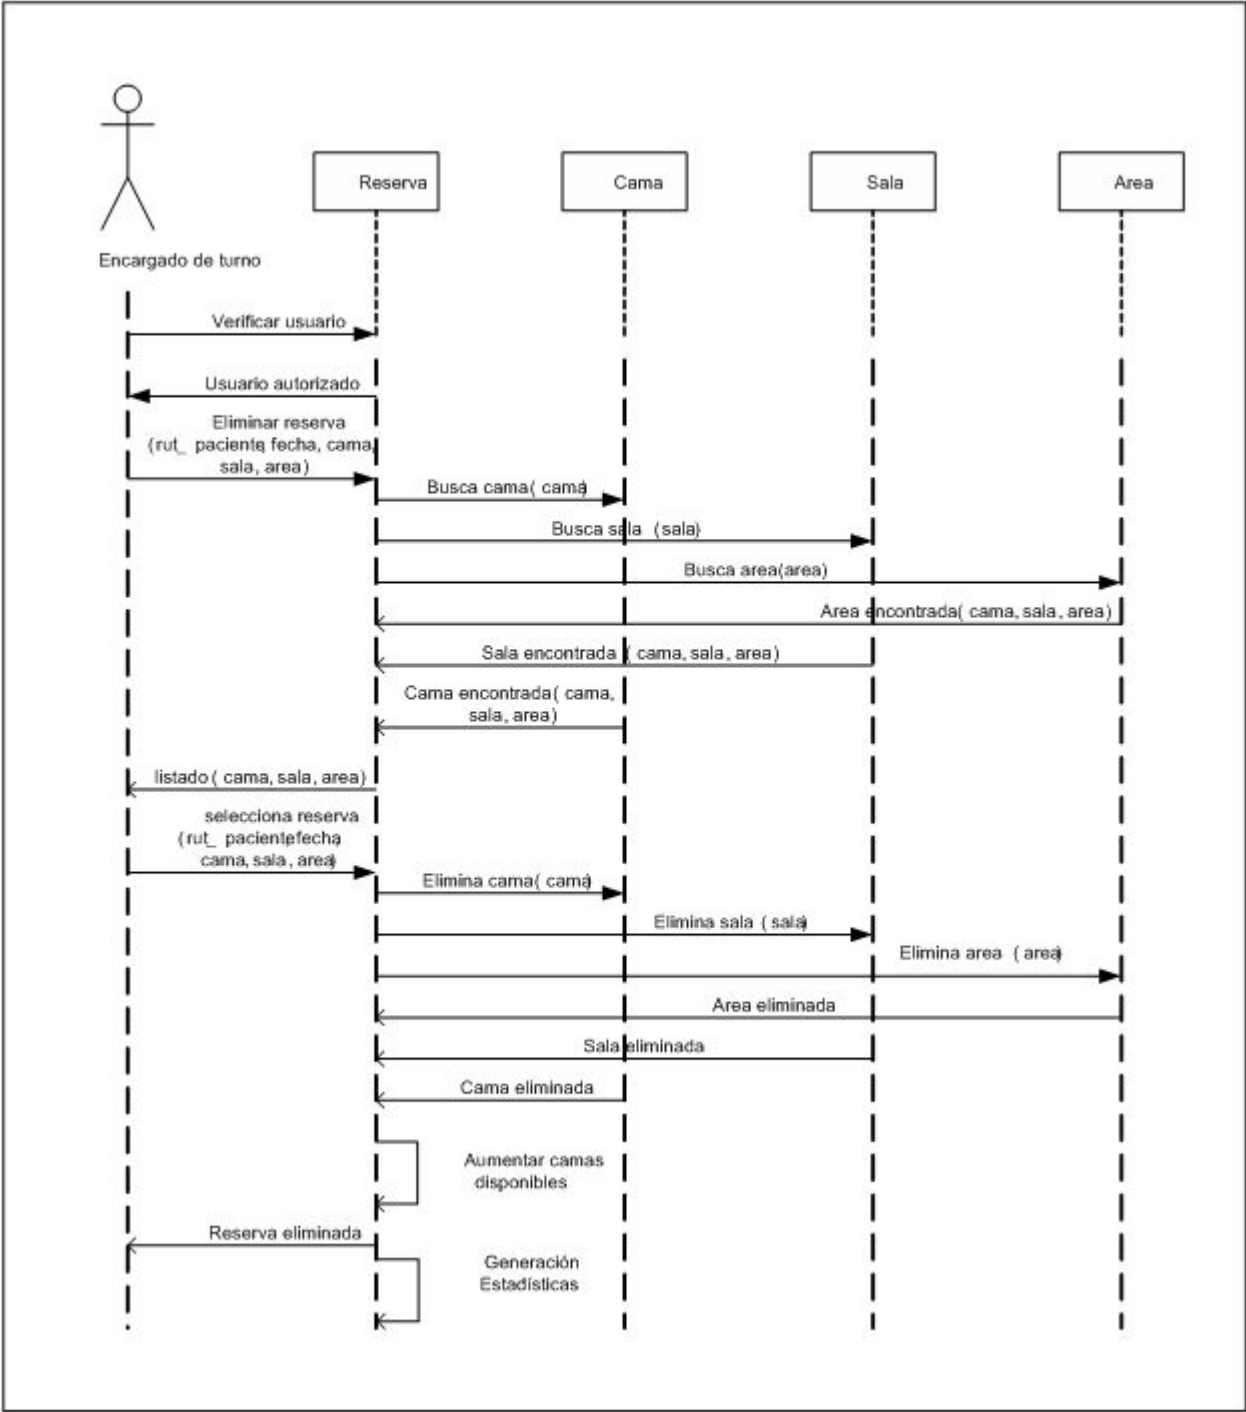 Reserva
Cama
Sala
Area
Encargado de turno
Verificar usuario
Usuario autorizado
Eliminar reserva
(rut_ paciente, fecha, cama,
sala, area)
Busca cama( cama)
Busca sala (sala)
Busca area(area)
Area encontrada( cama, sala, area)
Sala encontrada ( cama, sala, area)
Cama encontrada( cama,
sala, area)
listado( cama, sala, area)
selecciona reserva
(rut_ paciente,fecha,
cama, sala, area)
Elimina cama( cama)
Elimina sala ( sala)
Elimina area ( area)
Area eliminada
Sala eliminada
Cama eliminada
Aumentar camas
disponibles
Reserva eliminada
Generación
Estadísticas